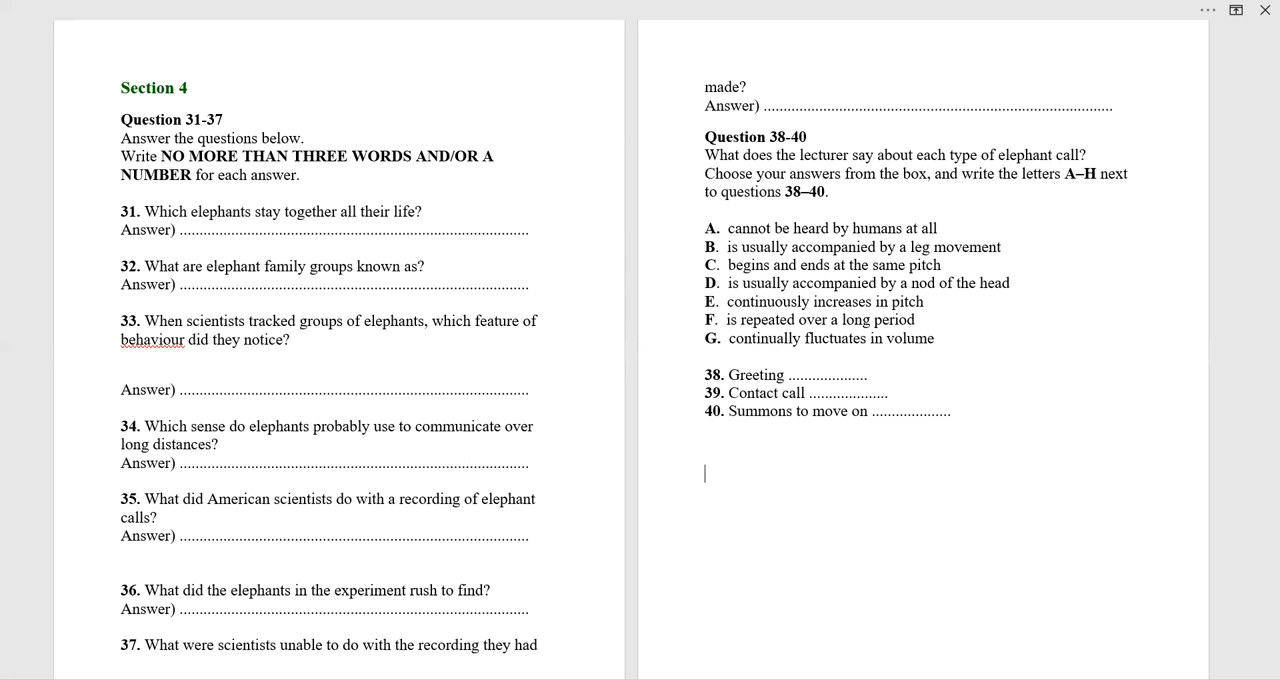 Section 4
Question 31-37
Answer the questions below.
Write NO MORE THAN THREE WORDS AND/OR A
NUMBER for each answer.
31. Which elephants stay together all their life?
Answer) ........................................................................................
32. What are elephant family groups known as?
Answer) ........................................................................................
33. When scientists tracked groups of elephants, which feature of
behaviour did they notice?
Answer) ........................................................................................
34. Which sense do elephants probably use to communicate over
long distances?
Answer) ........................................................................................
35. What did American scientists do with a recording of elephant
calls?
Answer) ........................................................................................
36. What did the elephants in the experiment rush to find?
Answer) ........................................................................................
37. What were scientists unable to do with the recording they had
made?
Answer) ........................................................................................
Question 38-40
What does the lecturer say about each type of elephant call?
Choose your answers from the box, and write the letters A–H next
to questions 38–40.
A. cannot be heard by humans at all
B. is usually accompanied by a leg movement
C. begins and ends at the same pitch
D. is usually accompanied by a nod of the head
E. continuously increases in pitch
F. is repeated over a long period
G. continually fluctuates in volume
38. Greeting ....................
39. Contact call ....................
40. Summons to move on ....................